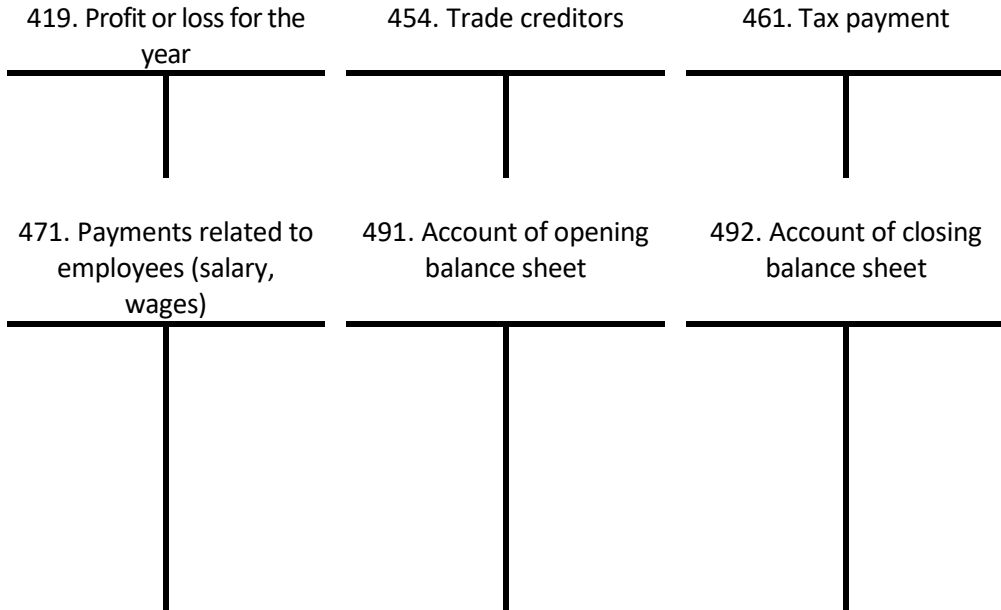 419. Profit or loss for the
year
454. Trade creditors
461. Tax payment
471. Payments related to
employees (salary,
wages)
491. Account of opening
balance sheet
492. Account of closing
balance sheet